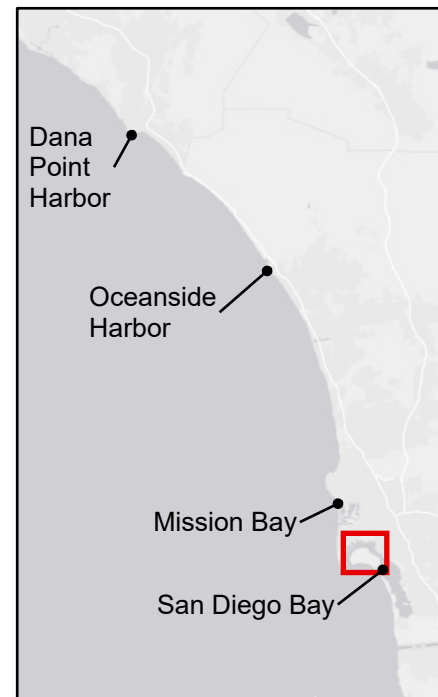 Dana
Point
Harbor
Oceanside
Harbor
Mission Bay
San Diego Bay